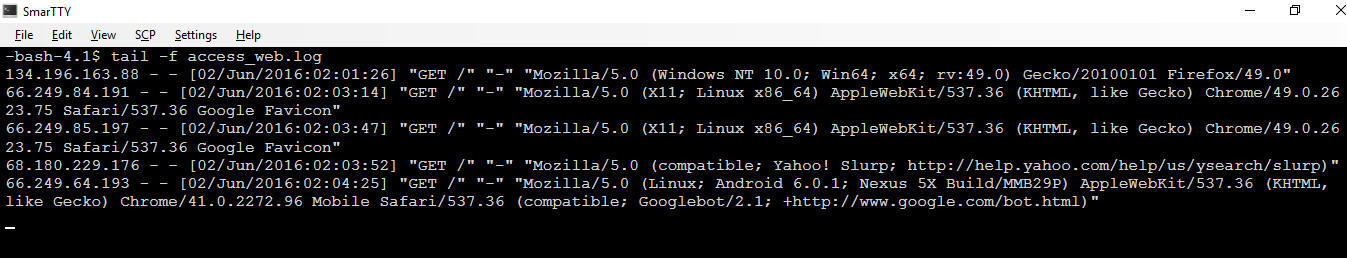 SmarTTY
File Edit View SCP Settings Help
-bash-4.1$ tail -f access_web.log
134.196.163.88 - - [02/Jun/2016:02:01:26] "GET /" "-" "Mozilla/5.0 (Windows NT 10.0; Win64; x64; rv:49.0) Gecko/20100101 Firefox/49.0"
66.249.84.191 - - [02/Jun/2016:02:03:14] "GET /" "-" "Mozilla/5.0 (X11; Linux x86_64) AppleWebKit/537.36 (KHTML, like Gecko) Chrome/49.0.26
23.75 Safari/537.36 Google Favicon"
66.249.85.197 - - [02/Jun/2016:02:03:47] "GET /" "-" "Mozilla/5.0 (X11; Linux x86_64) AppleWebKit/537.36 (KHTML, like Gecko) Chrome/49.0.26
23.75 Safari/537.36 Google Favicon"
68.180.229.176 - - [02/Jun/2016:02:03:52] "GET /" "-" "Mozilla/5.0 (compatible; Yahoo! Slurp; http://help.yahoo.com/help/us/ysearch/slurp)"
66.249.64.193 - - [02/Jun/2016:02:04:25] "GET /" "-" "Mozilla/5.0 (Linux; Android 6.0.1; Nexus 5X Build/MMB29P) AppleWebKit/537.36 (KHTML,
like Gecko) Chrome/41.0.2272.96 Mobile Safari/537.36 (compatible; Googlebot/2.1; +http://www.google.com/bot.html)"